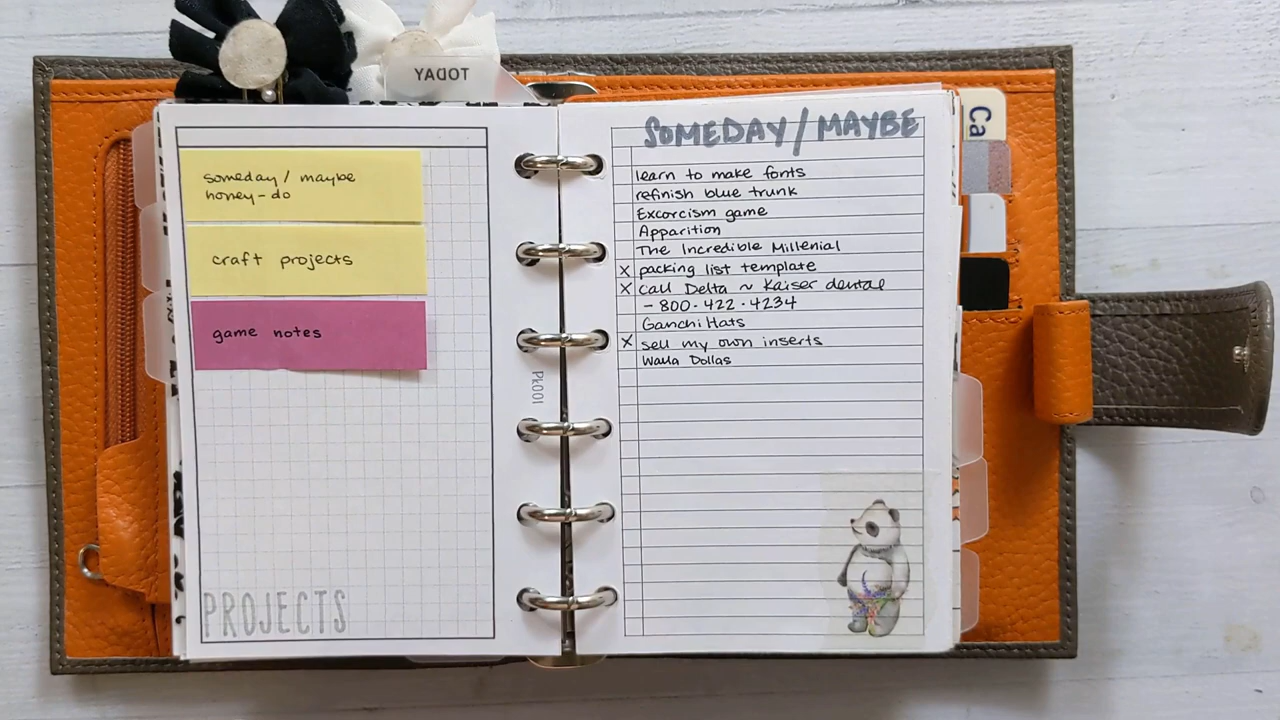 TODAY
someday / maybe
honey-do
craft projects
game notes
PROJECTS
PK001
SOMEDAY/MAYBE
learn to make fonts
refinish blue trunk
Excorcism game
Apparition
The Incredible Millenial
x packing list template
x call Delta ~ Kaiser dental
- 800.422.4234
Ganchi Hats
x sell my own inserts
Walla Dollas
Ca